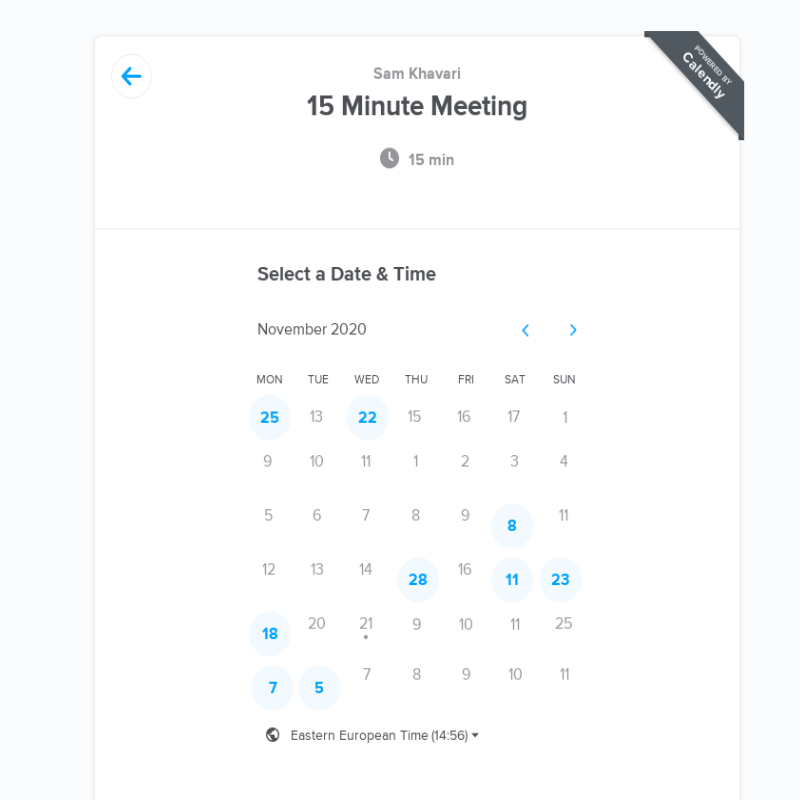 POWERED BY
Calendly
Sam Khavari
15 Minute Meeting
15 min
Select a Date & Time
November 2020
MON TUE WED THU FRI SAT SUN
25 13 22 15 16 17 1
9 10 11 1 2 3 4
5 6 7 8 9 8 11
12 13 14 28 16 11 23
18 20 21 9 10 11 25
7 5 7 8 9 10 11
Eastern European Time (14:56)